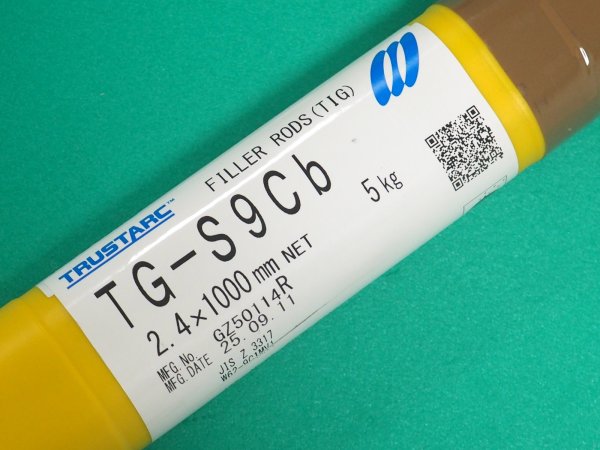 FILLER RODS(TIG)
TRUSTARC™
TG-S9Cb
5kg
2.4×1000mm NET
MFG.No. GZ50114R
MFG.DATE 25.09.11
JIS Z 3317